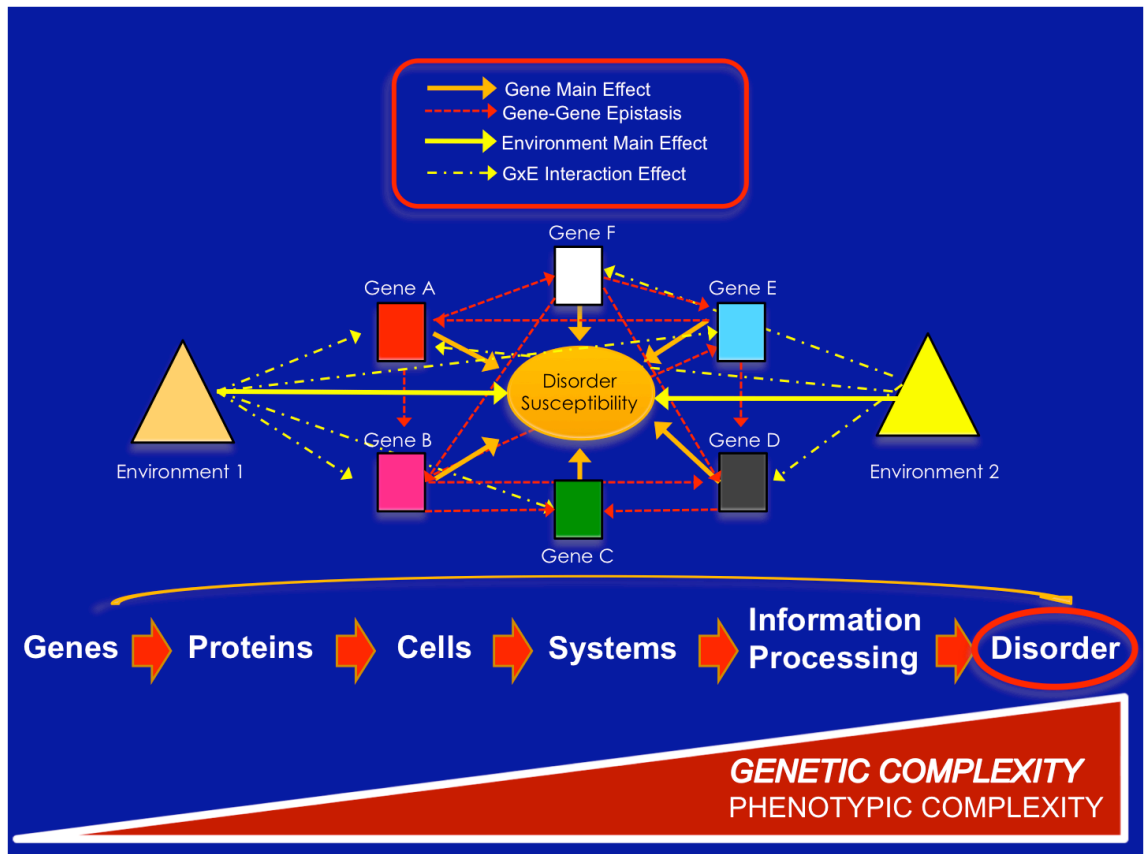 Gene Main Effect
Gene-Gene Epistasis
Environment Main Effect
GxE Interaction Effect
Gene F
Gene A
Gene E
Disorder
Susceptibility
Gene B
Gene D
Environment 1
Environment 2
Gene C
Genes
Proteins
Cells
Systems
Information
Processing
Disorder
GENETIC COMPLEXITY
PHENOTYPIC COMPLEXITY